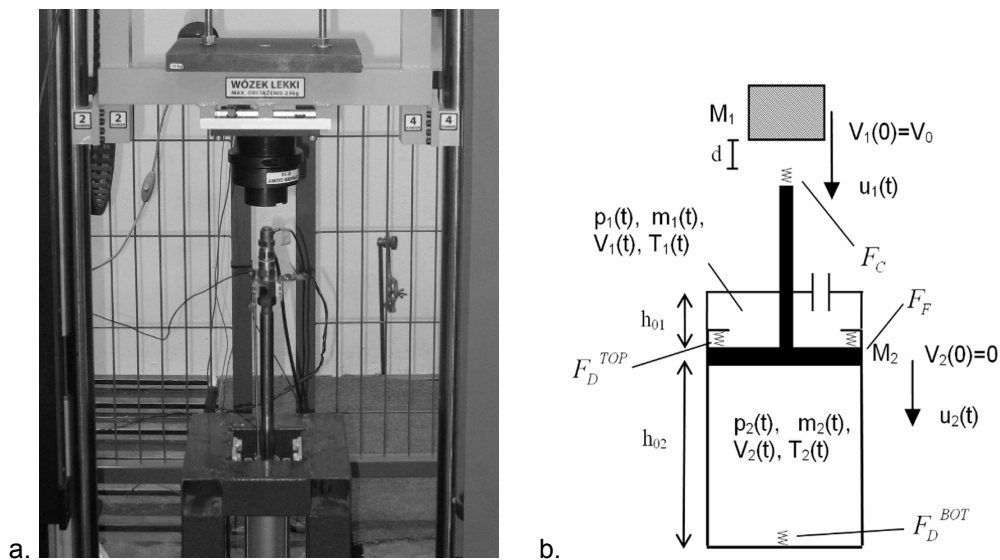 WÓZEK LEKKI
MAX. OBCIĄŻENIE 25kg
2
2
4
4
a.
M1
d
V1(0)=V0
u1(t)
p1(t), m1(t),
V1(t), T1(t)
FC
h01
FF
FD TOP
M2
V2(0)=0
u2(t)
h02
p2(t), m2(t),
V2(t), T2(t)
FD BOT
b.